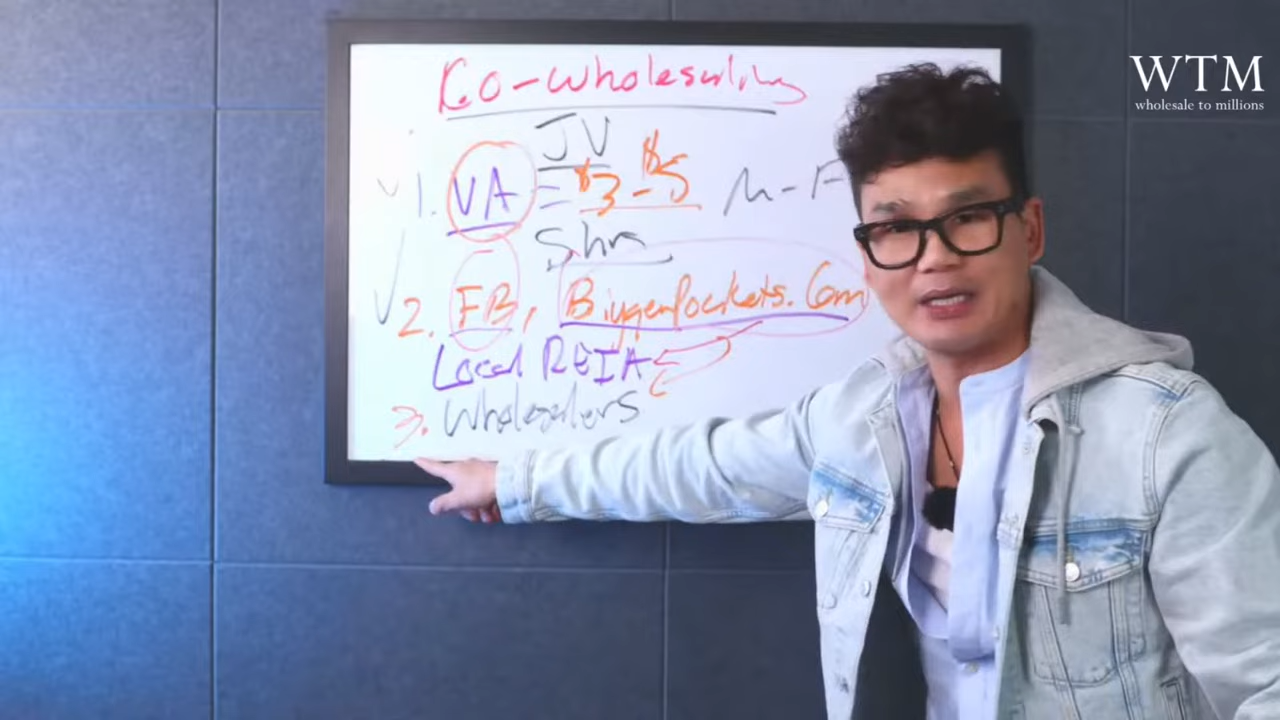 Co-wholesaling
JV
1. VA = $3 - $5 M-F
5hrs
2. FB, BiggerPockets.Com
Local REIA
3. Wholesalers
WTM
wholesale to millions